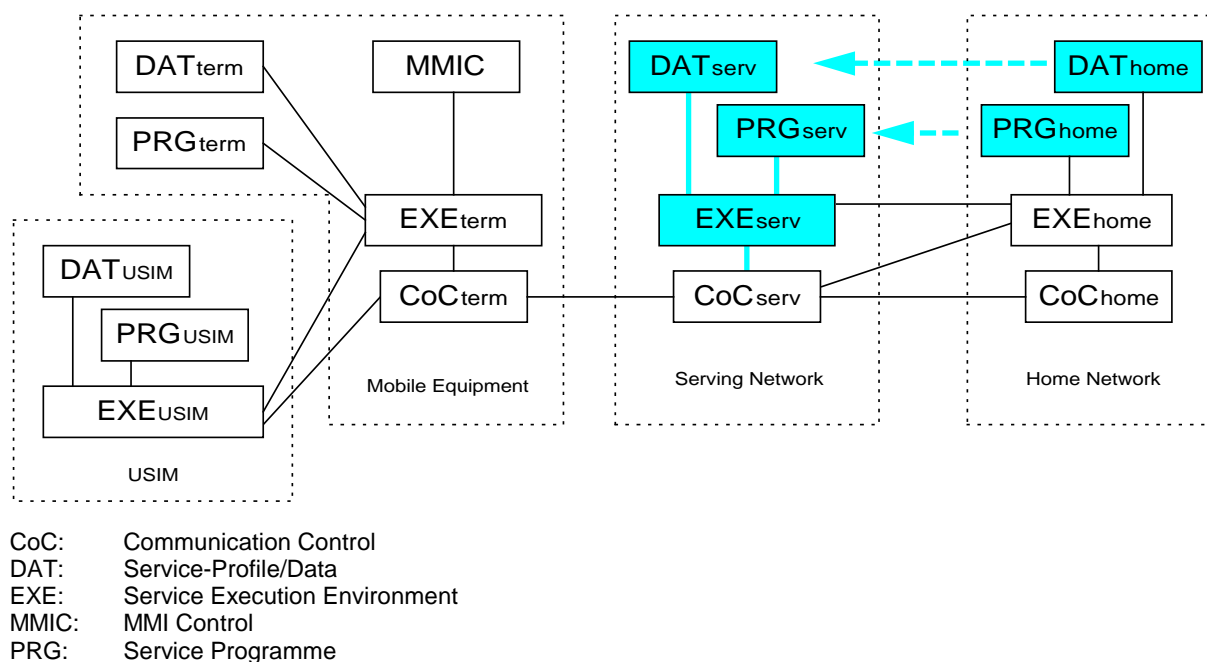 DATterm
MMIC
DATserv
DAThome
PRGterm
PRGserv
PRGhome
EXEterm
EXEserv
EXEhome
DATUSIM
CoCterm
CoCserv
CoChome
PRGUSIM
Mobile Equipment
Serving Network
Home Network
EXEUSIM
USIM
CoC: Communication Control
DAT: Service-Profile/Data
EXE: Service Execution Environment
MMIC: MMI Control
PRG: Service Programme